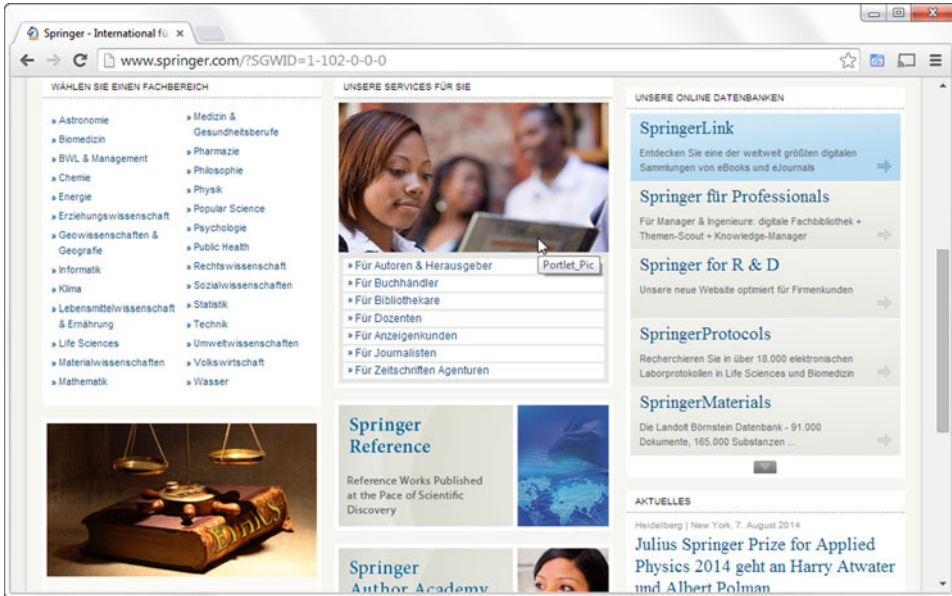 Springer - International fü
www.springer.com/?SGWID=1-102-0-0-0
WÄHLEN SIE EINEN FACHBEREICH
» Astronomie
» Biomedizin
» BWL & Management
» Chemie
» Energie
» Erziehungswissenschaft
» Geowissenschaften &
Geografie
» Informatik
» Klima
» Lebensmittelwissenschaft
& Ernährung
» Life Sciences
» Materialwissenschaften
» Mathematik
» Medizin &
Gesundheitsberufe
» Pharmazie
» Philosophie
» Physik
» Popular Science
» Psychologie
» Public Health
» Rechtswissenschaft
» Sozialwissenschaften
» Statistik
» Technik
» Umweltwissenschaften
» Volkswirtschaft
» Wasser
ETHICS
UNSERE SERVICES FÜR SIE
Portlet_Pic
» Für Autoren & Herausgeber
» Für Buchhändler
» Für Bibliothekare
» Für Dozenten
» Für Anzeigenkunden
» Für Journalisten
» Für Zeitschriften Agenturen
Springer
Reference
Reference Works Published
at the Pace of Scientific
Discovery
Springer
Author Academy
UNSERE ONLINE DATENBANKEN
SpringerLink
Entdecken Sie eine der weltweit größten digitalen
Sammlungen von eBooks und eJournals
Springer für Professionals
Für Manager & Ingenieure: digitale Fachbibliothek +
Themen-Scout + Knowledge-Manager
Springer for R & D
Unsere neue Website optimiert für Firmenkunden
SpringerProtocols
Recherchieren Sie in über 18.000 elektronischen
Laborprotokollen in Life Sciences und Biomedizin
SpringerMaterials
Die Landolt Börnstein Datenbank - 91.000
Dokumente, 165.000 Substanzen ...
AKTUELLES
Heidelberg | New York, 7. August 2014
Julius Springer Prize for Applied
Physics 2014 geht an Harry Atwater
und Albert Polman